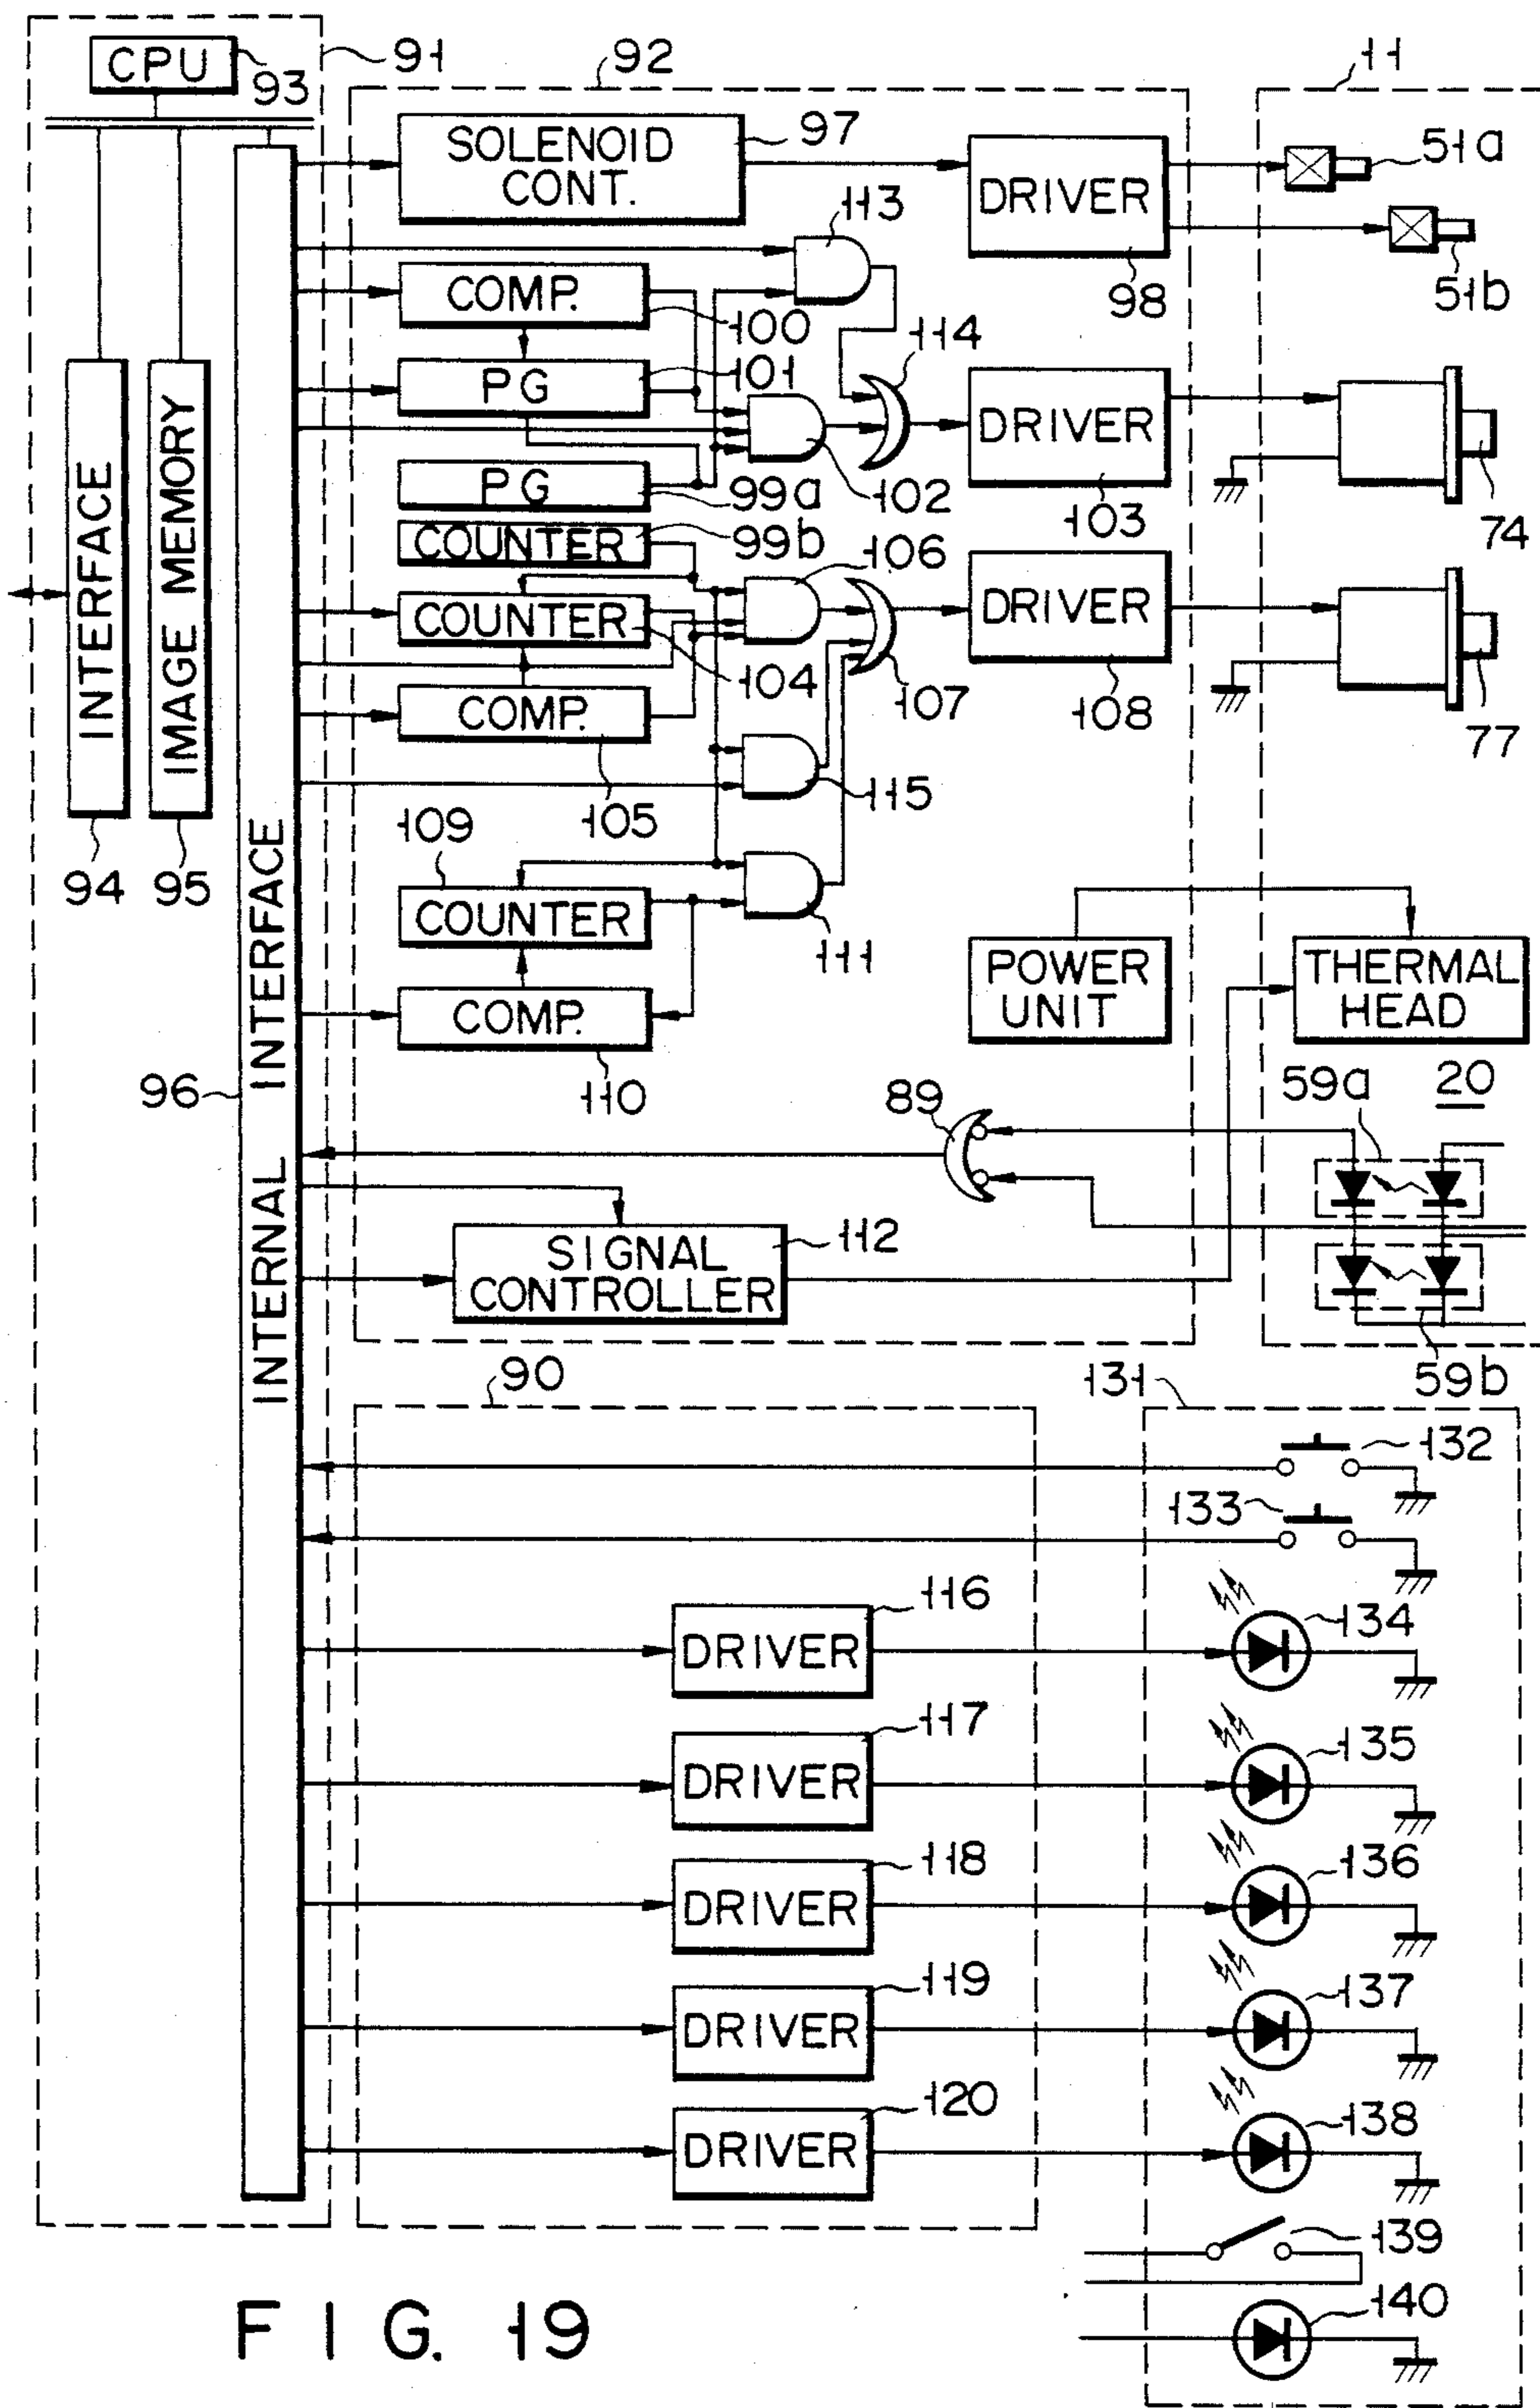 CPU
93
91
92
11
SOLENOID
CONT.
97
DRIVER
98
51a
51b
113
COMP.
100
114
PG
101
DRIVER
103
74
PG
99a
102
COUNTER
99b
106
COUNTER
104
DRIVER
108
107
77
COMP.
105
115
INTERFACE
94
IMAGE MEMORY
95
INTERNAL INTERFACE
96
109
COUNTER
111
COMP.
110
POWER
UNIT
THERMAL
HEAD
20
89
59a
SIGNAL
CONTROLLER
112
59b
90
131
132
133
DRIVER
116
134
DRIVER
117
135
DRIVER
118
136
DRIVER
119
137
DRIVER
120
138
139
140
FIG. 19